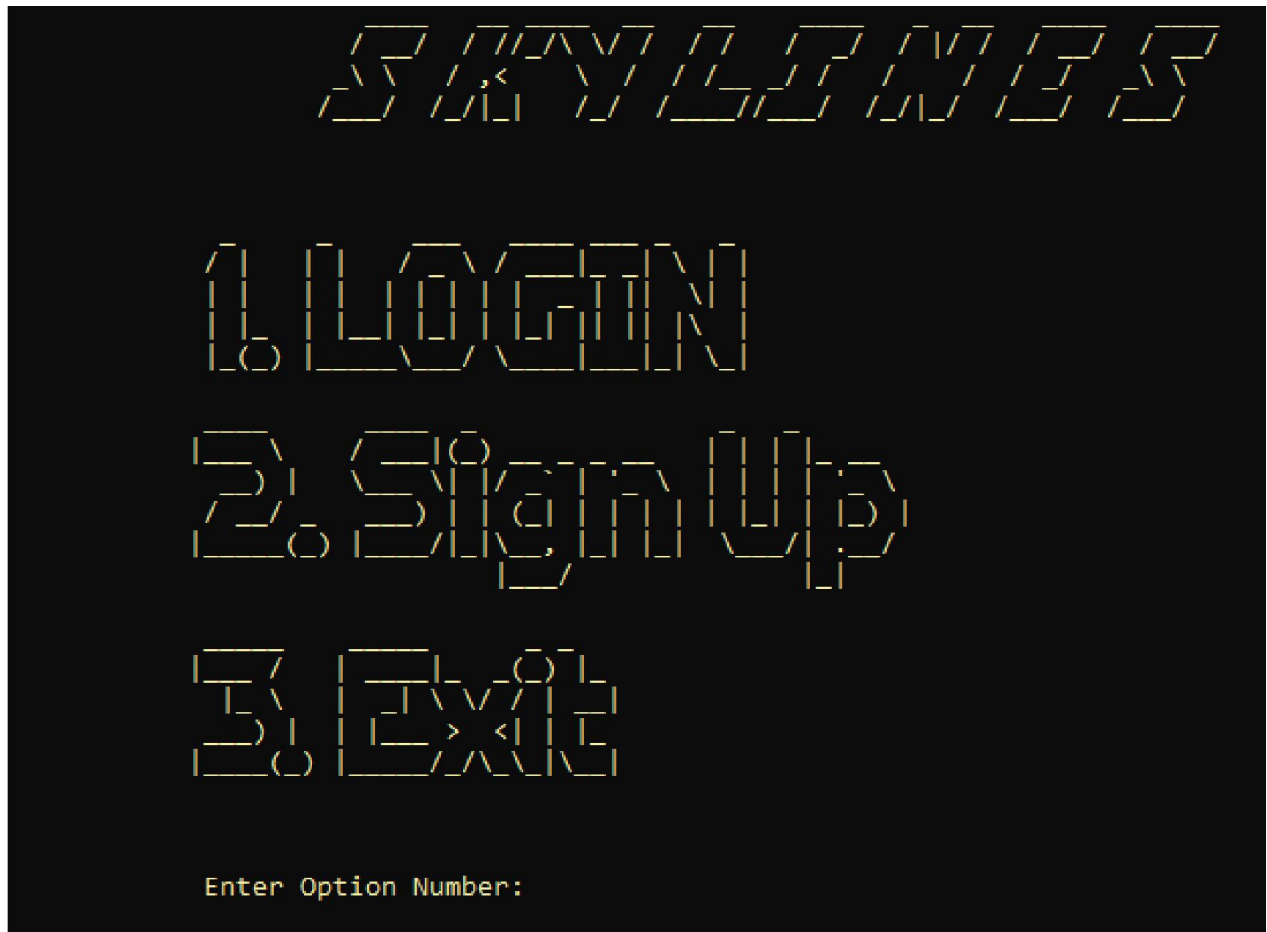 SKYLINES
1. LOGIN
2. Sign Up
3. Exit
Enter Option Number: